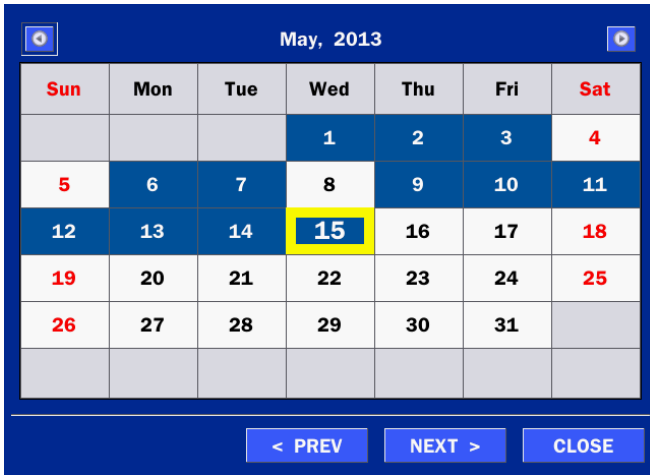 May, 2013
Sun Mon Tue Wed Thu Fri Sat
1 2 3 4
5 6 7 8 9 10 11
12 13 14 15 16 17 18
19 20 21 22 23 24 25
26 27 28 29 30 31
< PREV NEXT > CLOSE